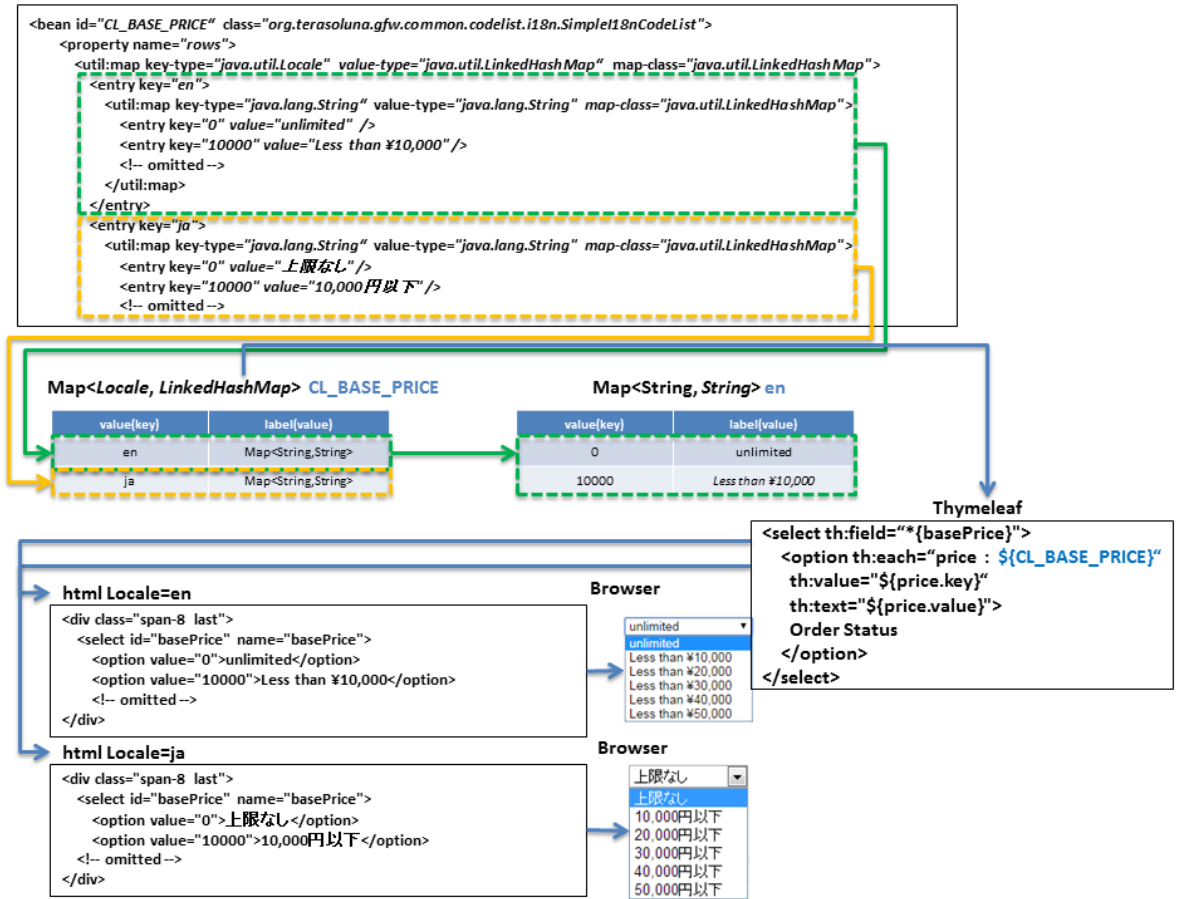 <bean id="CL_BASE_PRICE“ class="org.terasoluna.gfw.common.codelist.i18n.SimpleI18nCodeList">
<property name="rows">
<util:map key-type="java.util.Locale" value-type="java.util.LinkedHashMap“ map-class="java.util.LinkedHashMap">
<entry key="en">
<util:map key-type="java.lang.String“ value-type="java.lang.String" map-class="java.util.LinkedHashMap">
<entry key="0" value="unlimited" />
<entry key="10000" value="Less than ¥10,000"/>
<!-- omitted -->
</util:map>
</entry>
<entry key="ja">
<util:map key-type="java.lang.String“ value-type="java.lang.String" map-class="java.util.LinkedHashMap">
<entry key="0" value="上限なし"/>
<entry key="10000" value="10,000円以下"/>
<!-- omitted -->
Map<Locale, LinkedHashMap> CL_BASE_PRICE
value(key) label(value)
en Map<String,String>
ja Map<String,String>
Map<String, String> en
value(key) label(value)
0 unlimited
10000 Less than ¥10,000
Thymeleaf
<select th:field=“*{basePrice}">
<option th:each=“price : ${CL_BASE_PRICE}“
th:value="${price.key}“
th:text="${price.value}">
Order Status
</option>
</select>
html Locale=en
<div class="span-8 last">
<select id="basePrice" name="basePrice">
<option value="0">unlimited</option>
<option value="10000">Less than ¥10,000</option>
<!-- omitted -->
</div>
Browser
unlimited
unlimited
Less than ¥10,000
Less than ¥20,000
Less than ¥30,000
Less than ¥40,000
Less than ¥50,000
html Locale=ja
<div class="span-8 last">
<select id="basePrice" name="basePrice">
<option value="0">上限なし</option>
<option value="10000">10,000円以下</option>
<!-- omitted -->
</div>
Browser
上限なし
上限なし
10,000円以下
20,000円以下
30,000円以下
40,000円以下
50,000円以下